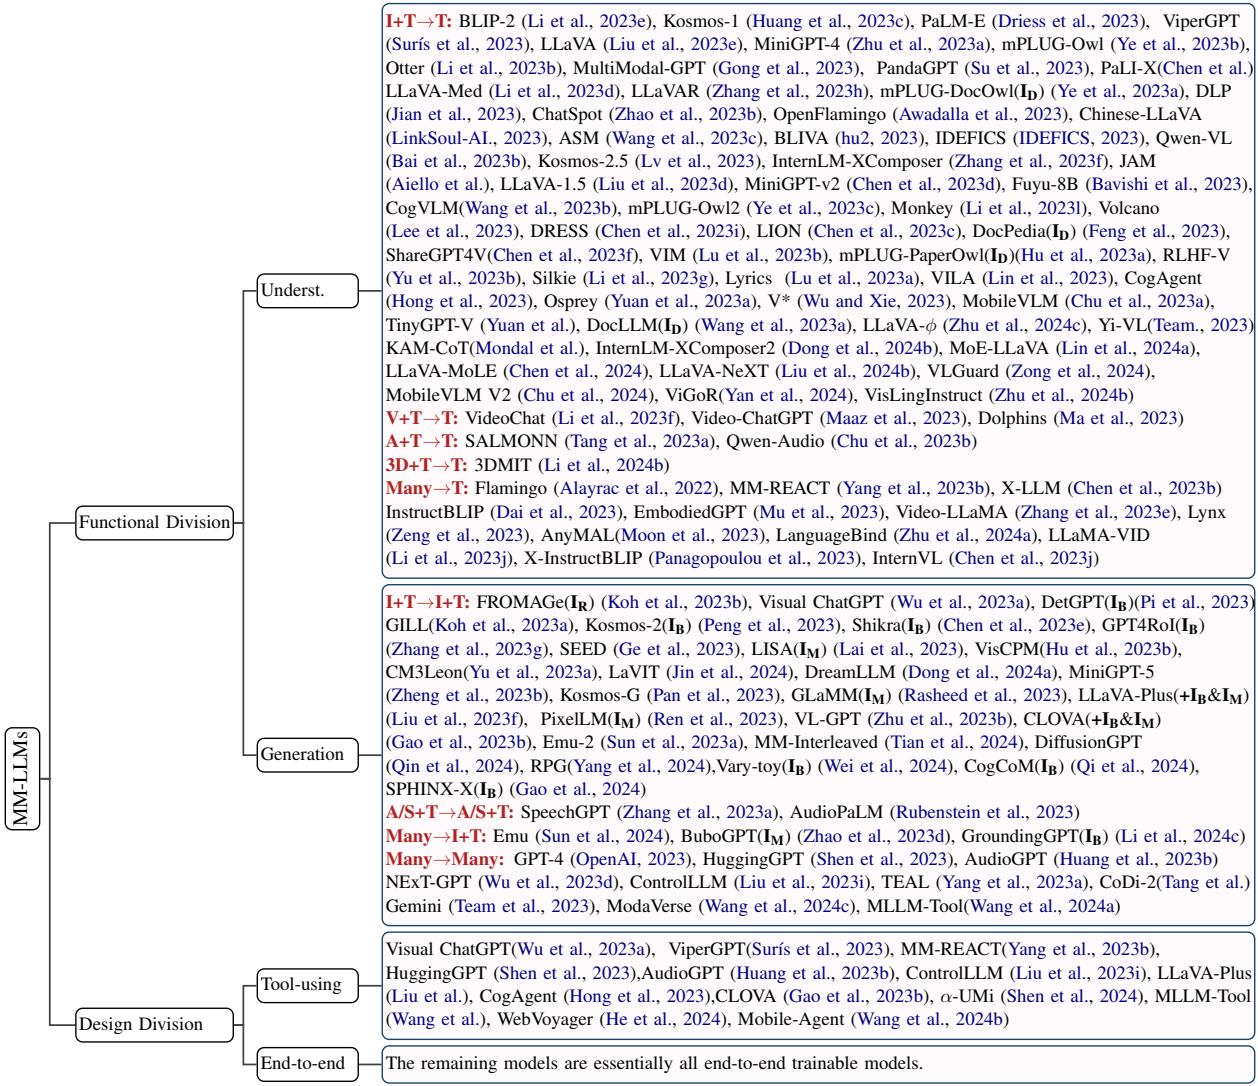 I+T→T: BLIP-2 (Li et al., 2023e), Kosmos-1 (Huang et al., 2023c), PaLM-E (Driess et al., 2023), ViperGPT
(Surís et al., 2023), LLaVA (Liu et al., 2023e), MiniGPT-4 (Zhu et al., 2023a), mPLUG-Owl (Ye et al., 2023b),
Otter (Li et al., 2023b), MultiModal-GPT (Gong et al., 2023), PandaGPT (Su et al., 2023), PaLI-X(Chen et al.)
LLaVA-Med (Li et al., 2023d), LLaVAR (Zhang et al., 2023h), mPLUG-DocOwl(I_D) (Ye et al., 2023a), DLP
(Jian et al., 2023), ChatSpot (Zhao et al., 2023b), OpenFlamingo (Awadalla et al., 2023), Chinese-LLaVA
(LinkSoul-AI., 2023), ASM (Wang et al., 2023c), BLIVA (hu2, 2023), IDEFICS (IDEFICS, 2023), Qwen-VL
(Bai et al., 2023b), Kosmos-2.5 (Lv et al., 2023), InternLM-XComposer (Zhang et al., 2023f), JAM
(Aiello et al.), LLaVA-1.5 (Liu et al., 2023d), MiniGPT-v2 (Chen et al., 2023d), Fuyu-8B (Bavishi et al., 2023),
CogVLM(Wang et al., 2023b), mPLUG-Owl2 (Ye et al., 2023c), Monkey (Li et al., 2023l), Volcano
(Lee et al., 2023), DRESS (Chen et al., 2023i), LION (Chen et al., 2023c), DocPedia(I_D) (Feng et al., 2023),
ShareGPT4V(Chen et al., 2023f), VIM (Lu et al., 2023b), mPLUG-PaperOwl(I_D)(Hu et al., 2023a), RLHF-V
(Yu et al., 2023b), Silkie (Li et al., 2023g), Lyrics (Lu et al., 2023a), VILA (Lin et al., 2023), CogAgent
(Hong et al., 2023), Osprey (Yuan et al., 2023a), V* (Wu and Xie, 2023), MobileVLM (Chu et al., 2023a),
TinyGPT-V (Yuan et al.), DocLLM(I_D) (Wang et al., 2023a), LLaVA-ϕ (Zhu et al., 2024c), Yi-VL(Team., 2023)
KAM-CoT(Mondal et al.), InternLM-XComposer2 (Dong et al., 2024b), MoE-LLaVA (Lin et al., 2024a),
LLaVA-MoLE (Chen et al., 2024), LLaVA-NeXT (Liu et al., 2024b), VLGuard (Zong et al., 2024),
MobileVLM V2 (Chu et al., 2024), ViGoR(Yan et al., 2024), VisLingInstruct (Zhu et al., 2024b)
V+T→T: VideoChat (Li et al., 2023f), Video-ChatGPT (Maaz et al., 2023), Dolphins (Ma et al., 2023)
A+T→T: SALMONN (Tang et al., 2023a), Qwen-Audio (Chu et al., 2023b)
3D+T→T: 3DMIT (Li et al., 2024b)
Many→T: Flamingo (Alayrac et al., 2022), MM-REACT (Yang et al., 2023b), X-LLM (Chen et al., 2023b)
InstructBLIP (Dai et al., 2023), EmbodiedGPT (Mu et al., 2023), Video-LLaMA (Zhang et al., 2023e), Lynx
(Zeng et al., 2023), AnyMAL(Moon et al., 2023), LanguageBind (Zhu et al., 2024a), LLaMA-VID
(Li et al., 2023j), X-InstructBLIP (Panagopoulou et al., 2023), InternVL (Chen et al., 2023j)
Underst.
Functional Division
I+T→I+T: FROMAGe(I_R) (Koh et al., 2023b), Visual ChatGPT (Wu et al., 2023a), DetGPT(I_B)(Pi et al., 2023)
GILL(Koh et al., 2023a), Kosmos-2(I_B) (Peng et al., 2023), Shikra(I_B) (Chen et al., 2023e), GPT4RoI(I_B)
(Zhang et al., 2023g), SEED (Ge et al., 2023), LISA(I_M) (Lai et al., 2023), VisCPM(Hu et al., 2023b),
CM3Leon(Yu et al., 2023a), LaVIT (Jin et al., 2024), DreamLLM (Dong et al., 2024a), MiniGPT-5
(Zheng et al., 2023b), Kosmos-G (Pan et al., 2023), GLaMM(I_M) (Rasheed et al., 2023), LLaVA-Plus(+I_B&I_M)
(Liu et al., 2023f), PixelLM(I_M) (Ren et al., 2023), VL-GPT (Zhu et al., 2023b), CLOVA(+I_B&I_M)
(Gao et al., 2023b), Emu-2 (Sun et al., 2023a), MM-Interleaved (Tian et al., 2024), DiffusionGPT
(Qin et al., 2024), RPG(Yang et al., 2024),Vary-toy(I_B) (Wei et al., 2024), CogCoM(I_B) (Qi et al., 2024),
SPHINX-X(I_B) (Gao et al., 2024)
A/S+T→A/S+T: SpeechGPT (Zhang et al., 2023a), AudioPaLM (Rubenstein et al., 2023)
Many→I+T: Emu (Sun et al., 2024), BuboGPT(I_M) (Zhao et al., 2023d), GroundingGPT(I_B) (Li et al., 2024c)
Many→Many: GPT-4 (OpenAI, 2023), HuggingGPT (Shen et al., 2023), AudioGPT (Huang et al., 2023b)
NExT-GPT (Wu et al., 2023d), ControlLLM (Liu et al., 2023i), TEAL (Yang et al., 2023a), CoDi-2(Tang et al.)
Gemini (Team et al., 2023), ModaVerse (Wang et al., 2024c), MLLM-Tool(Wang et al., 2024a)
Generation
MM-LLMs
Visual ChatGPT(Wu et al., 2023a), ViperGPT(Surís et al., 2023), MM-REACT(Yang et al., 2023b),
HuggingGPT (Shen et al., 2023),AudioGPT (Huang et al., 2023b), ControlLLM (Liu et al., 2023i), LLaVA-Plus
(Liu et al.), CogAgent (Hong et al., 2023),CLOVA (Gao et al., 2023b), α-UMi (Shen et al., 2024), MLLM-Tool
(Wang et al.), WebVoyager (He et al., 2024), Mobile-Agent (Wang et al., 2024b)
Tool-using
Design Division
End-to-end
The remaining models are essentially all end-to-end trainable models.